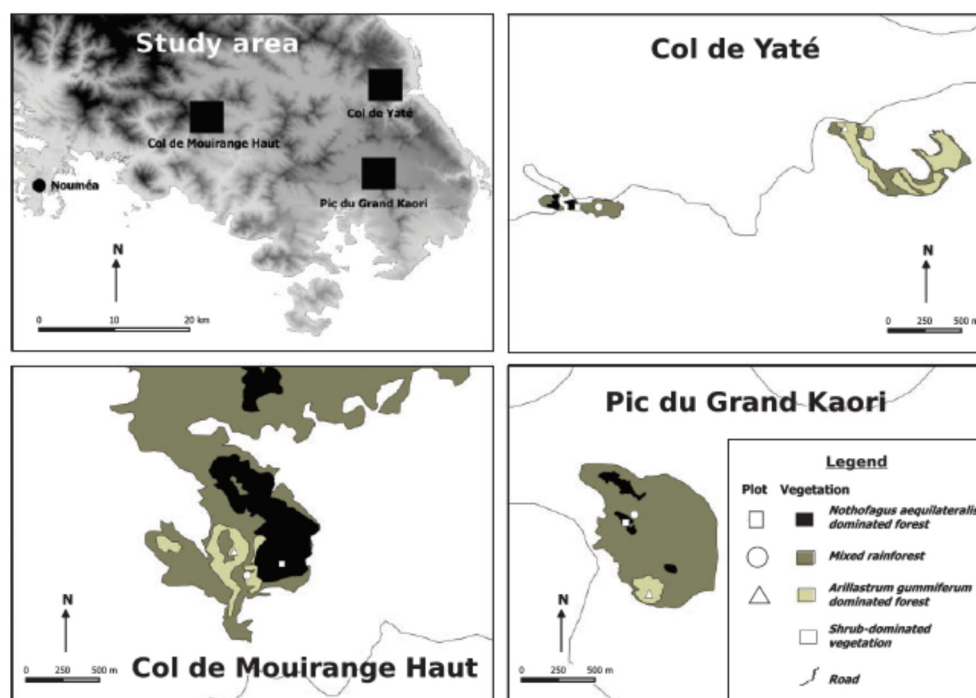 Study area
Col de Yaté
Col de Mouirange Haut
Nouméa
Pic du Grand Kaori
N
0 10 20 km
Col de Yaté
N
0 250 500 m
N
0 250 500 m
Col de Mouirange Haut
Pic du Grand Kaori
N
0 250 500 m
Legend
Plot Vegetation
Nothofagus aequilateralis
dominated forest
Mixed rainforest
Arillastrum gummiferum
dominated forest
Shrub-dominated
vegetation
Road